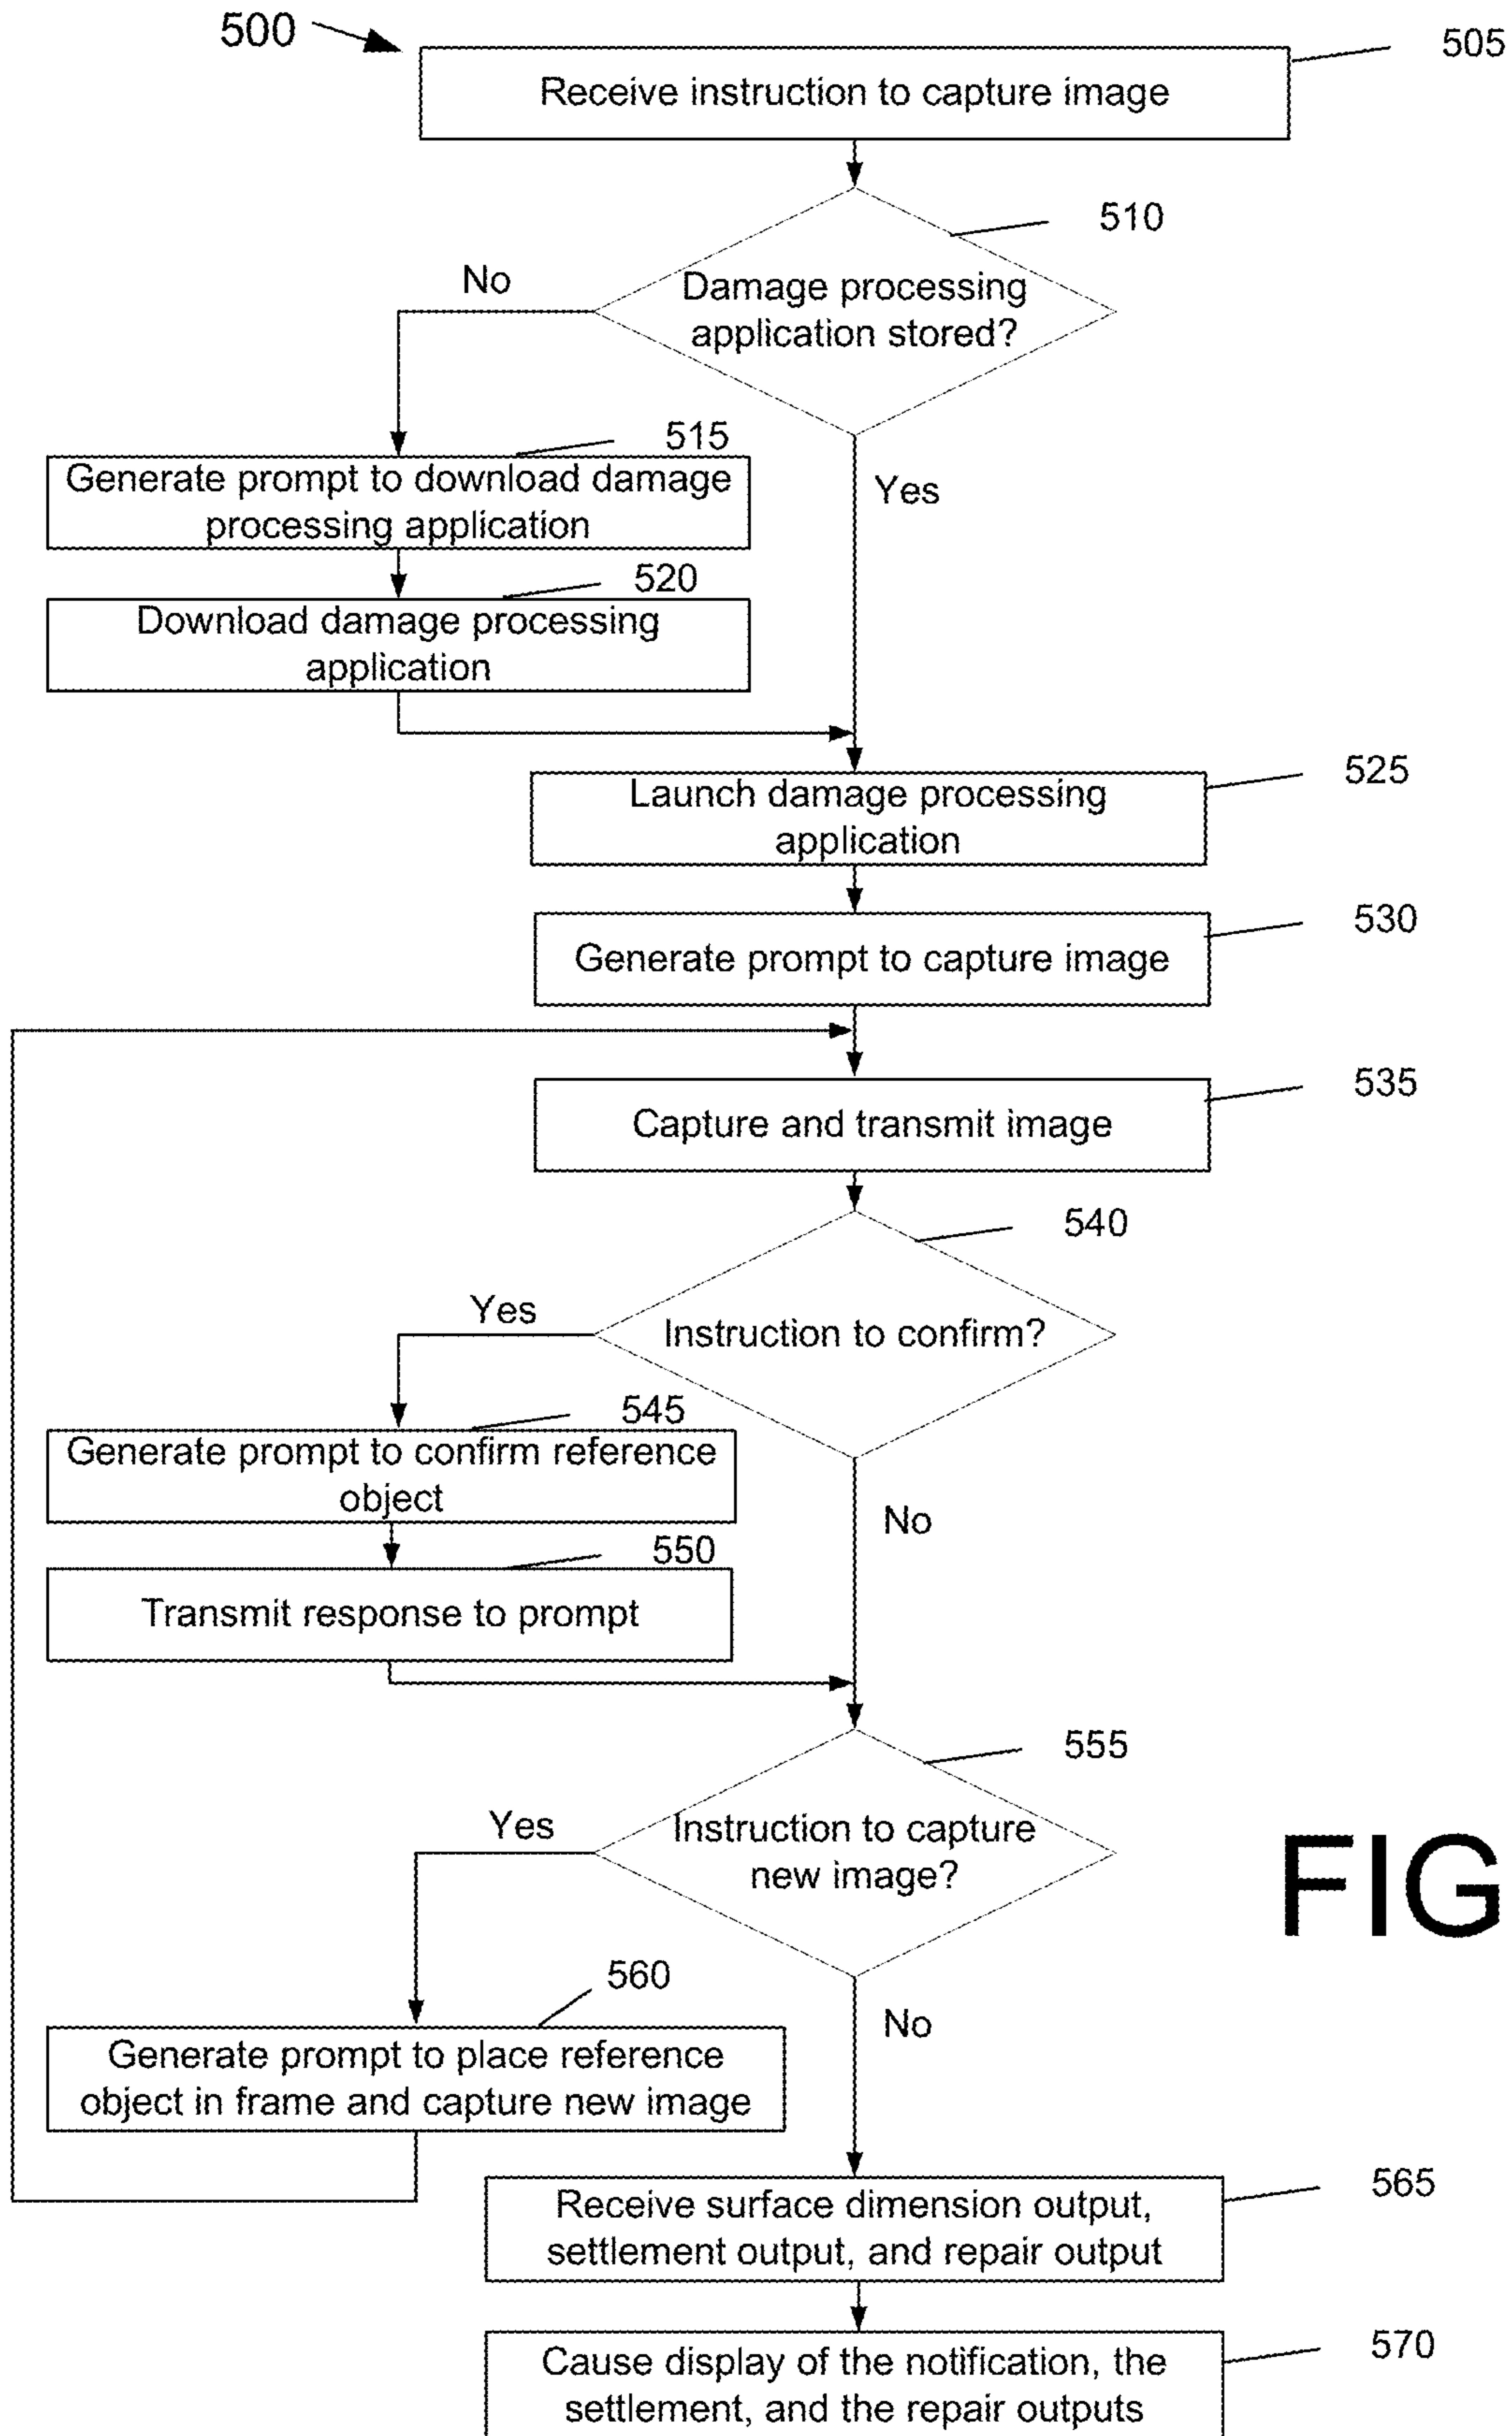 500
505
Receive instruction to capture image
510
No
Damage processing
application stored?
515
Generate prompt to download damage
processing application
Yes
520
Download damage processing
application
525
Launch damage processing
application
530
Generate prompt to capture image
535
Capture and transmit image
540
Yes
Instruction to confirm?
545
Generate prompt to confirm reference
object
No
550
Transmit response to prompt
555
Yes
Instruction to capture
new image?
FIG
560
No
Generate prompt to place reference
object in frame and capture new image
565
Receive surface dimension output,
settlement output, and repair output
570
Cause display of the notification, the
settlement, and the repair outputs